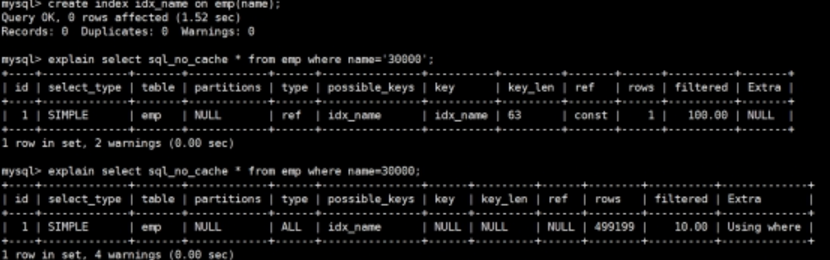 mysql> create index idx_name on emp(name);
Query OK, 0 rows affected (1.52 sec)
Records: 0  Duplicates: 0  Warnings: 0
mysql> explain select sql_no_cache * from emp where name='30000';
| id | select_type | table | partitions | type | possible_keys | key | key_len | ref | rows | filtered | Extra |
| 1 | SIMPLE | emp | NULL | ref | idx_name | idx_name | 63 | const | 1 | 100.00 | NULL |
1 row in set, 2 warnings (0.00 sec)
mysql> explain select sql_no_cache * from emp where name=30000;
| id | select_type | table | partitions | type | possible_keys | key | key_len | ref | rows | filtered | Extra |
| 1 | SIMPLE | emp | NULL | ALL | idx_name | NULL | NULL | NULL | 499199 | 10.00 | Using where |
1 row in set, 4 warnings (0.00 sec)